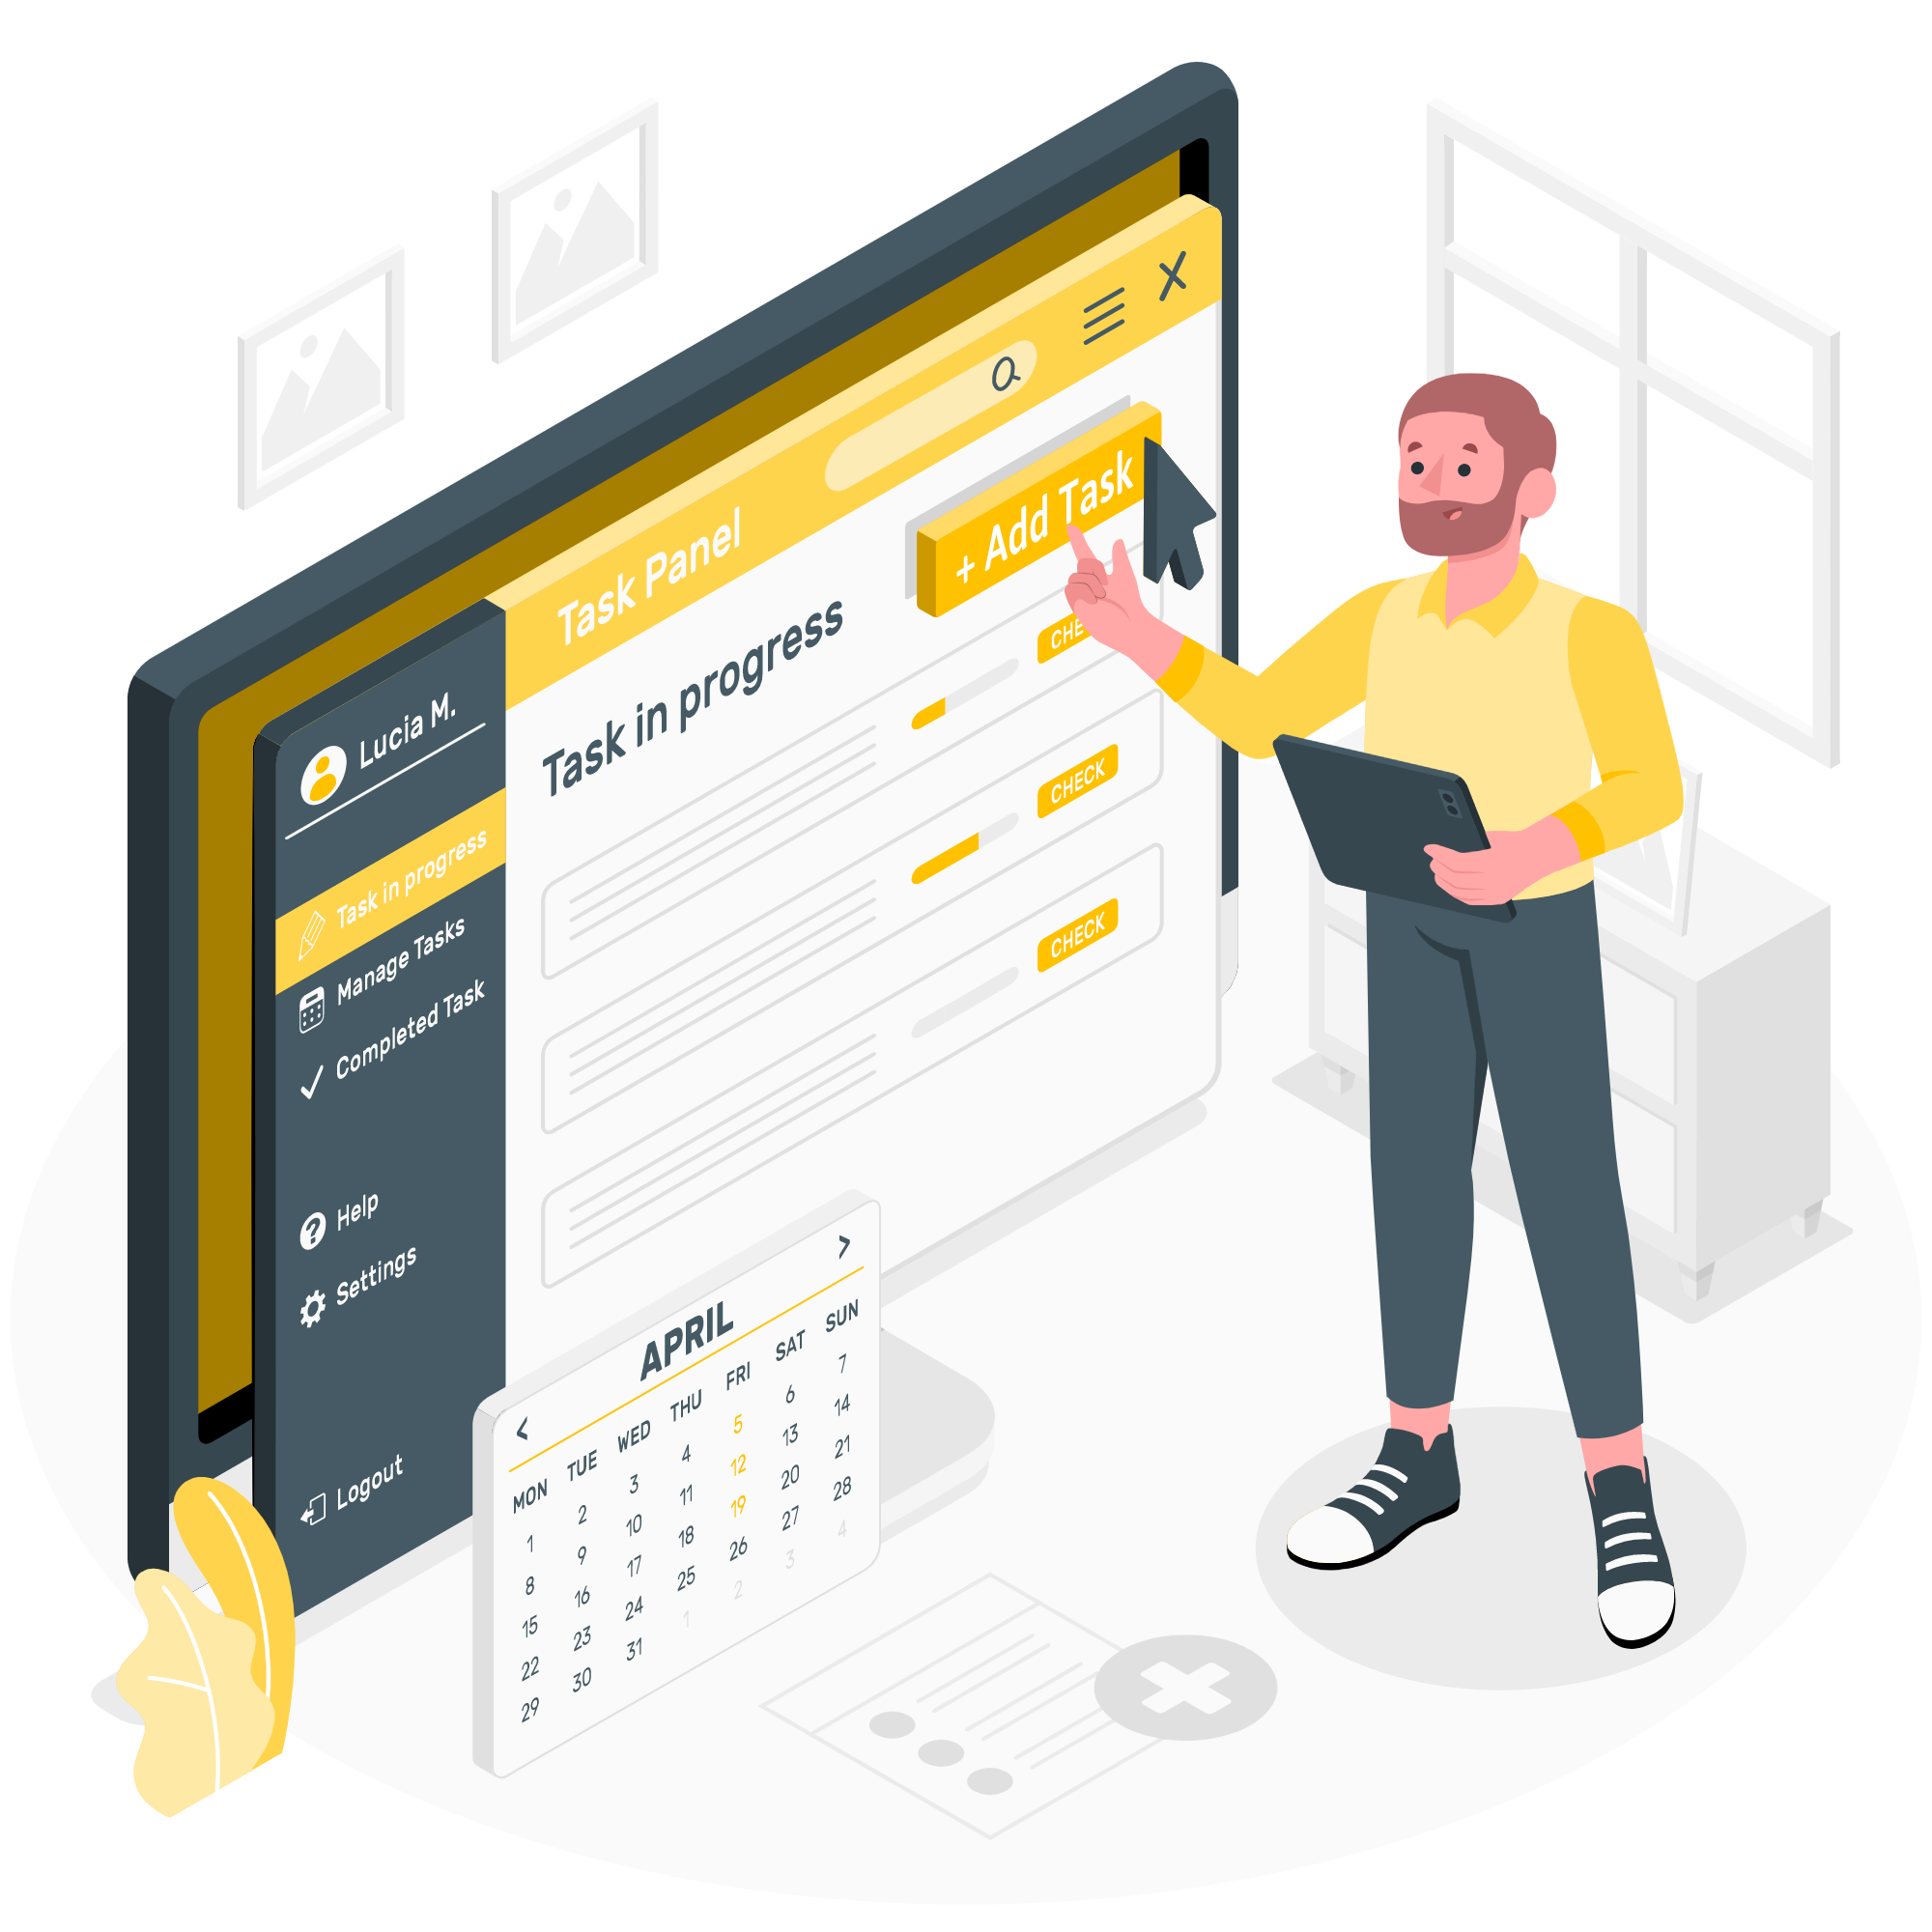 Task Panel
+ Add Task
Task in progress
CHECK
CHECK
Lucia M.
Task in progress
Manage Tasks
Completed Task
Help
?
Settings
Logout
< APRIL >
MON TUE WED THU FRI SAT SUN
1 2 3 4 5 6 7
8 9 10 11 12 13 14
15 16 17 18 19 20 21
22 23 24 25 26 27 28
29 30 31 1 2 3 4